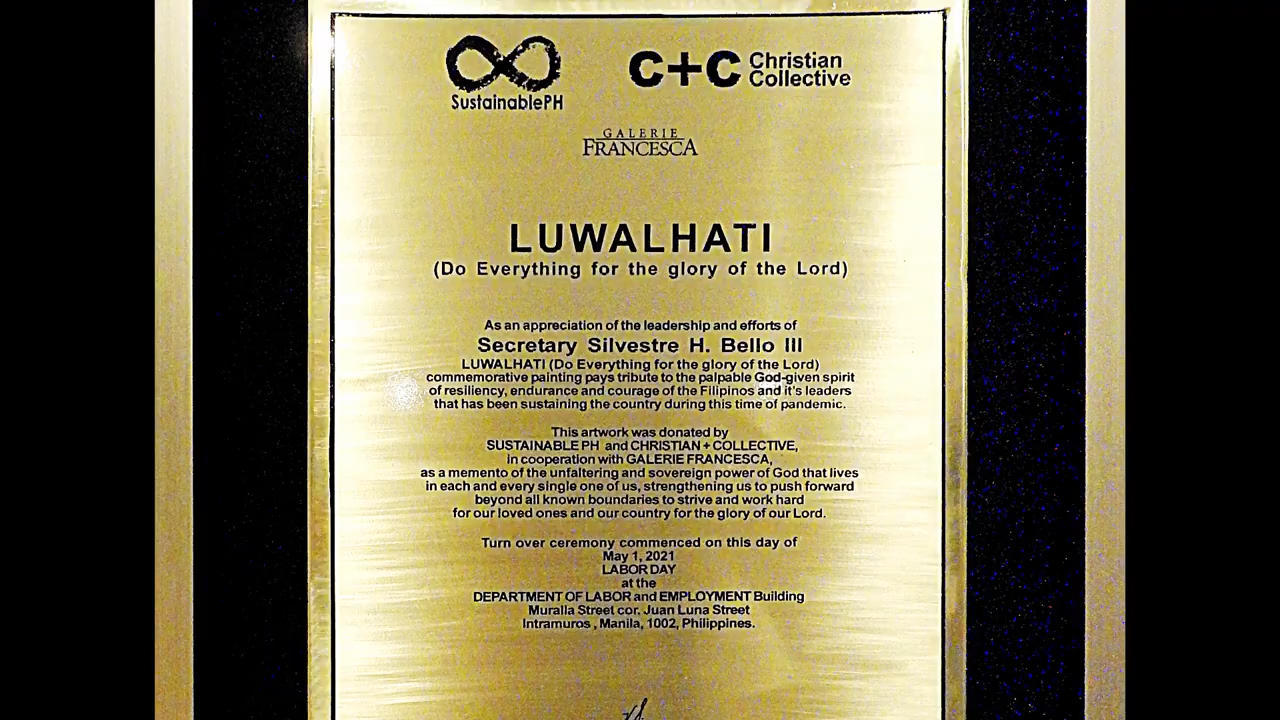 SustainablePH
C+C Christian
Collective
GALERIE
FRANCESCA
LUWALHATI
(Do Everything for the glory of the Lord)
As an appreciation of the leadership and efforts of
Secretary Silvestre H. Bello III
LUWALHATI (Do Everything for the glory of the Lord)
commemorative painting pays tribute to the palpable God-given spirit
of resiliency, endurance and courage of the Filipinos and it's leaders
that has been sustaining the country during this time of pandemic.
This artwork was donated by
SUSTAINABLE PH and CHRISTIAN + COLLECTIVE,
in cooperation with GALERIE FRANCESCA,
as a memento of the unfaltering and sovereign power of God that lives
in each and every single one of us, strengthening us to push forward
beyond all known boundaries to strive and work hard
for our loved ones and our country for the glory of our Lord.
Turn over ceremony commenced on this day of
May 1, 2021
LABOR DAY
at the
DEPARTMENT OF LABOR and EMPLOYMENT Building
Muralla Street cor. Juan Luna Street
Intramuros , Manila, 1002, Philippines.